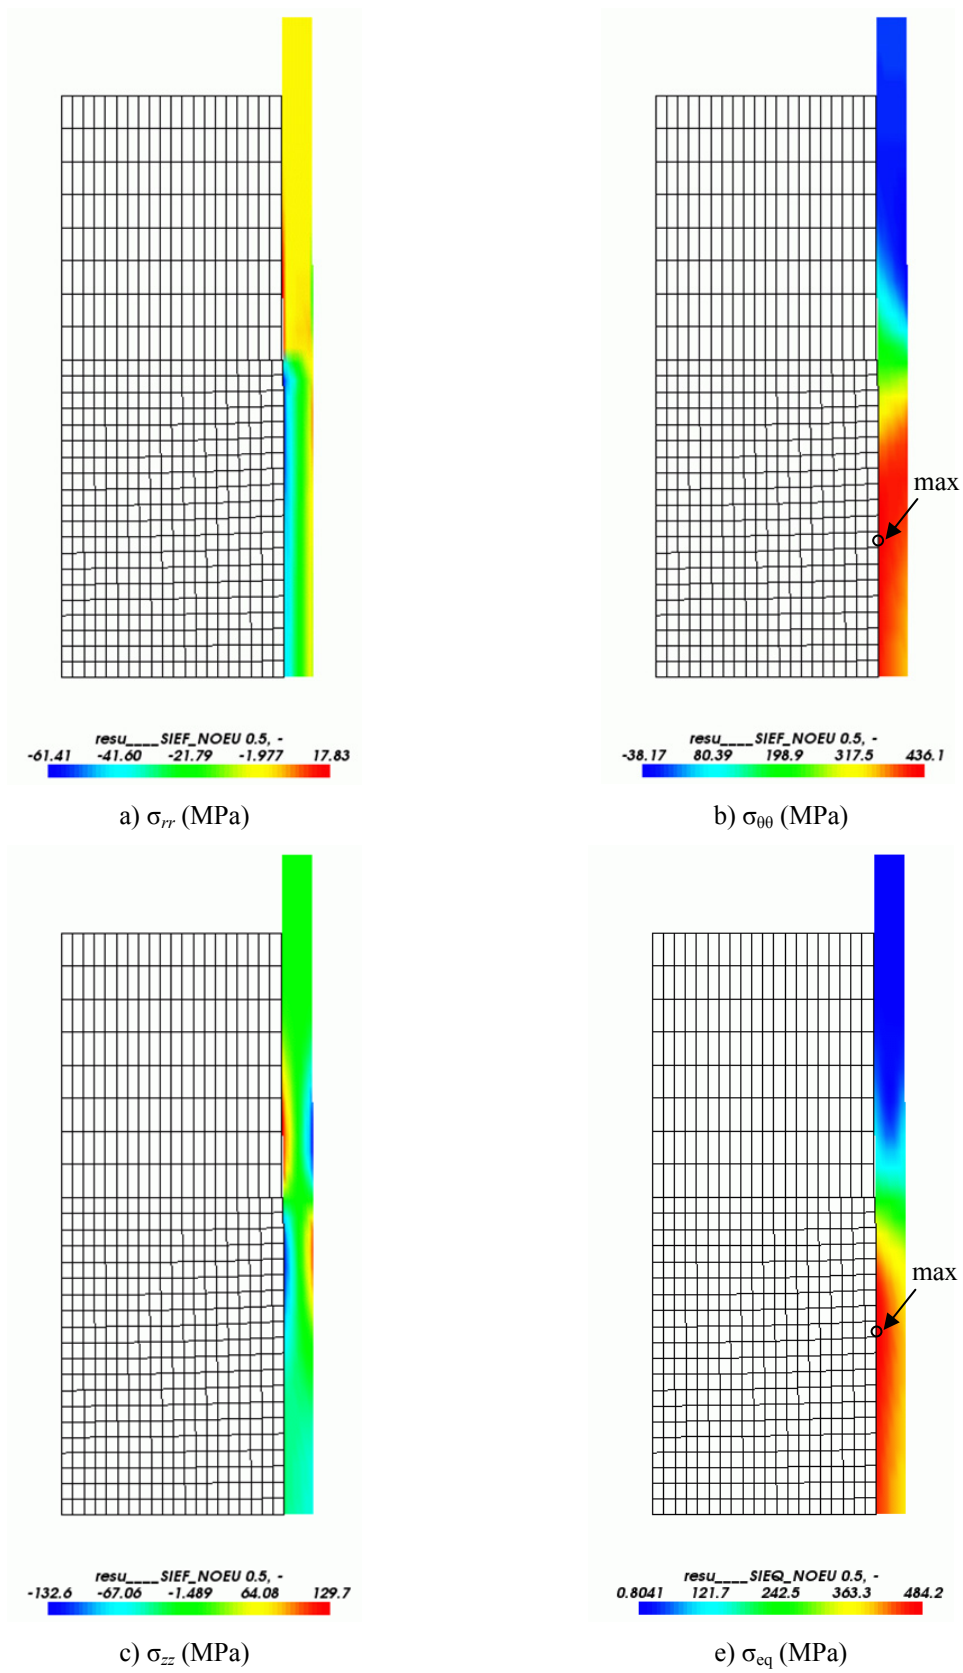 max
resu____SIEF_NOEU 0.5, -
-61.41 -41.60 -21.79 -1.977 17.83
resu____SIEF_NOEU 0.5, -
-38.17 80.39 198.9 317.5 436.1
a) σrr (MPa)
b) σθθ (MPa)
max
resu____SIEF_NOEU 0.5, -
-132.6 -67.06 -1.489 64.08 129.7
resu____SIEQ_NOEU 0.5, -
0.8041 121.7 242.5 363.3 484.2
c) σzz (MPa)
e) σeq (MPa)